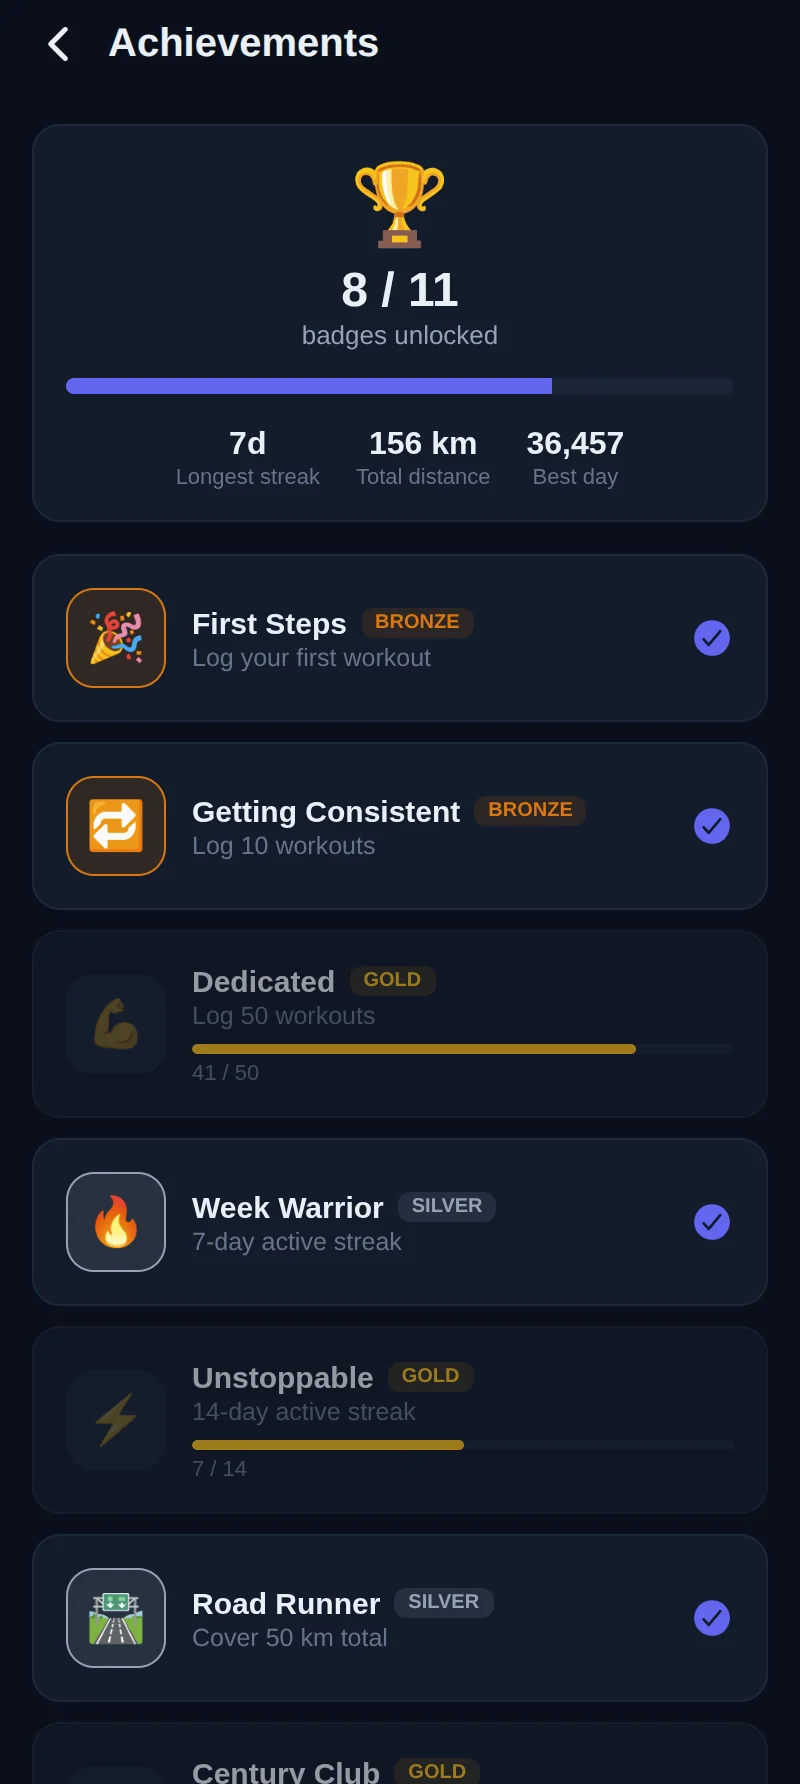 Achievements
8 / 11
badges unlocked
7d 156 km 36,457
Longest streak Total distance Best day
First Steps BRONZE
Log your first workout
Getting Consistent BRONZE
Log 10 workouts
Dedicated GOLD
Log 50 workouts
41 / 50
Week Warrior SILVER
7-day active streak
Unstoppable GOLD
14-day active streak
7 / 14
Road Runner SILVER
Cover 50 km total
Century Club GOLD